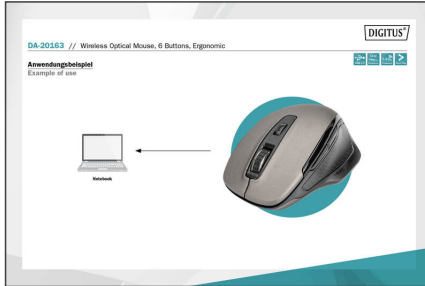 DIGITUS®
DA-20163 // Wireless Optical Mouse, 6 Buttons, Ergonomic
Anwendungsbeispiel
Example of use
Notebook